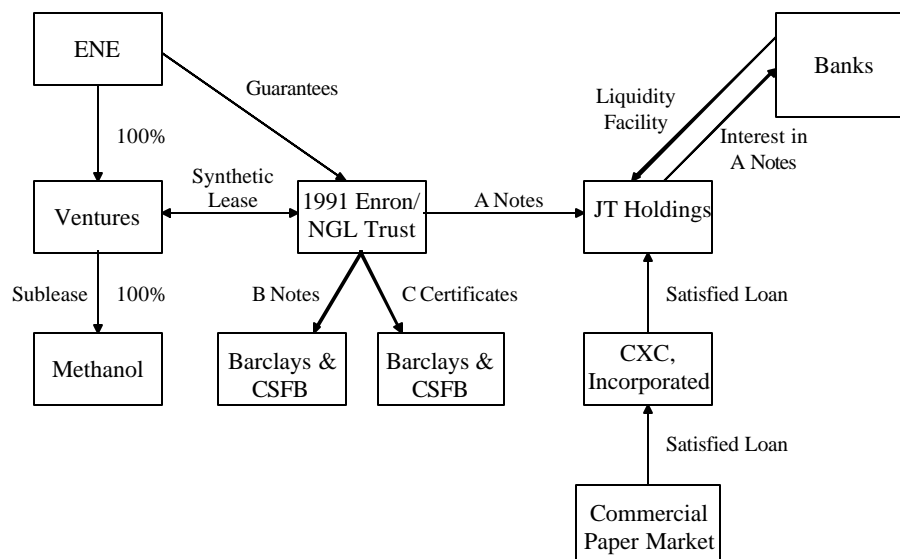 ENE
Banks
Guarantees
Liquidity
Facility
Interest in
A Notes
100%
Synthetic
Lease
Ventures
1991 Enron/
NGL Trust
A Notes
JT Holdings
Sublease
100%
B Notes
C Certificates
Satisfied Loan
Methanol
Barclays &
CSFB
Barclays &
CSFB
CXC,
Incorporated
Satisfied Loan
Commercial
Paper Market